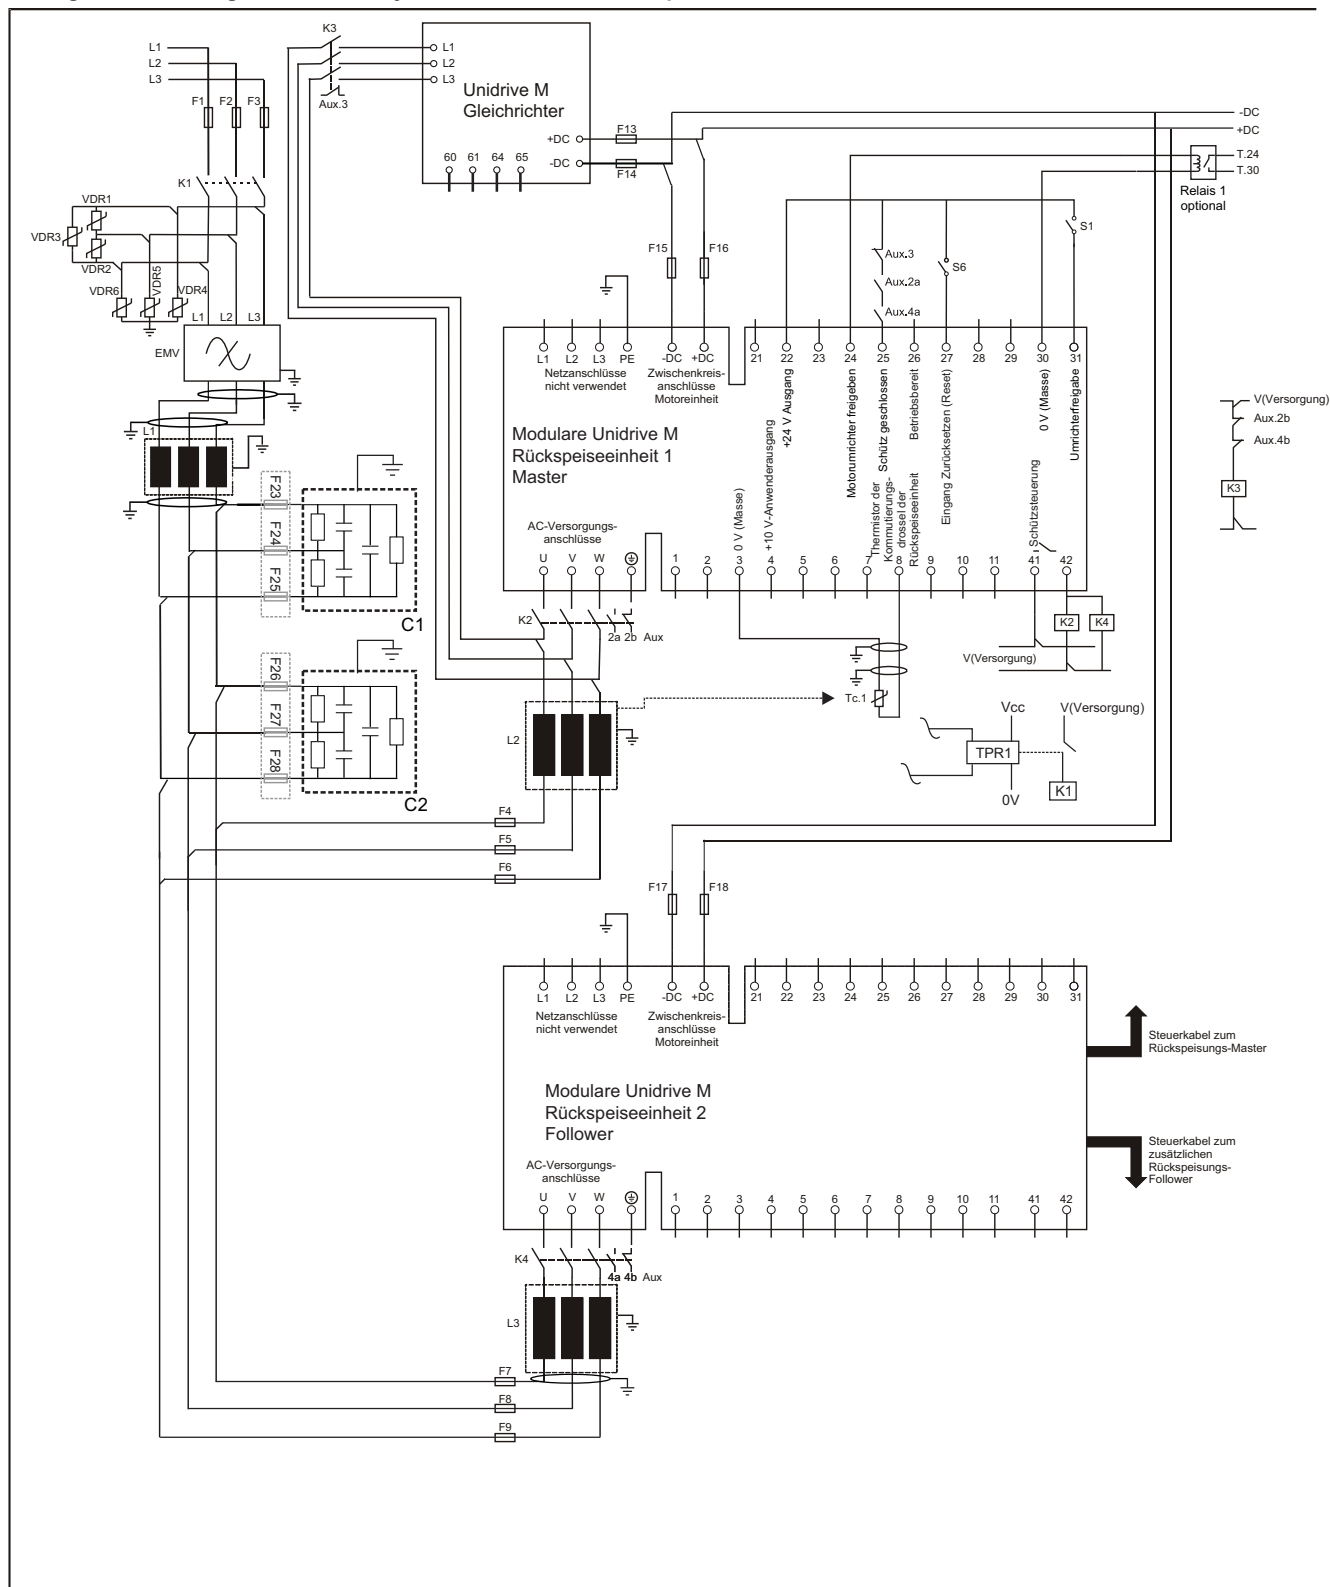 K3
L1
L2
L3
L1
L2
L3
Aux.3
Unidrive M
Gleichrichter
+DC
-DC
60 61 64 65
F13
F14
-DC
+DC
T.24
T.30
Relais 1
optional
F1 F2 F3
K1
VDR1
VDR3
VDR2
VDR6
VDR5
VDR4
L1 L2 L3
EMV
L1
F15 F16
Aux.3
Aux.2a
Aux.4a
S6
S1
L1 L2 L3 PE
-DC +DC
21 22 23 24 25 26 27 28 29 30 31
Netzanschlüsse
nicht verwendet
Zwischenkreis-
anschlüsse
Motoreinheit
+24 V Ausgang
Motorumrichter freigeben
Schütz geschlossen
Betriebsbereit
Eingang Zurücksetzen (Reset)
0 V (Masse)
Umrichterfreigabe
Modulare Unidrive M
Rückspeiseeinheit 1
Master
AC-Versorgungs-
anschlüsse
U V W
0 V (Masse)
+10 V-Anwenderausgang
Thermistor der
Kommutierungs-
drossel der
Rückspeiseeinheit
Schützsteuerung
1 2 3 4 5 6 7 8 9 10 11 41 42
V(Versorgung)
Aux.2b
Aux.4b
K3
F23
F24
F25
C1
F26
F27
F28
C2
K2
2a 2b Aux
K2 K4
V(Versorgung)
Tc.1
L2
Vcc
V(Versorgung)
TPR1
0V
K1
F4
F5
F6
F17 F18
L1 L2 L3 PE
-DC +DC
21 22 23 24 25 26 27 28 29 30 31
Netzanschlüsse
nicht verwendet
Zwischenkreis-
anschlüsse
Motoreinheit
Steuerkabel zum
Rückspeisungs-Master
Modulare Unidrive M
Rückspeiseeinheit 2
Follower
Steuerkabel zum
zusätzlichen
Rückspeisungs-
Follower
AC-Versorgungs-
anschlüsse
U V W
1 2 3 4 5 6 7 8 9 10 11 41 42
K4
4a 4b Aux
L3
F7
F8
F9